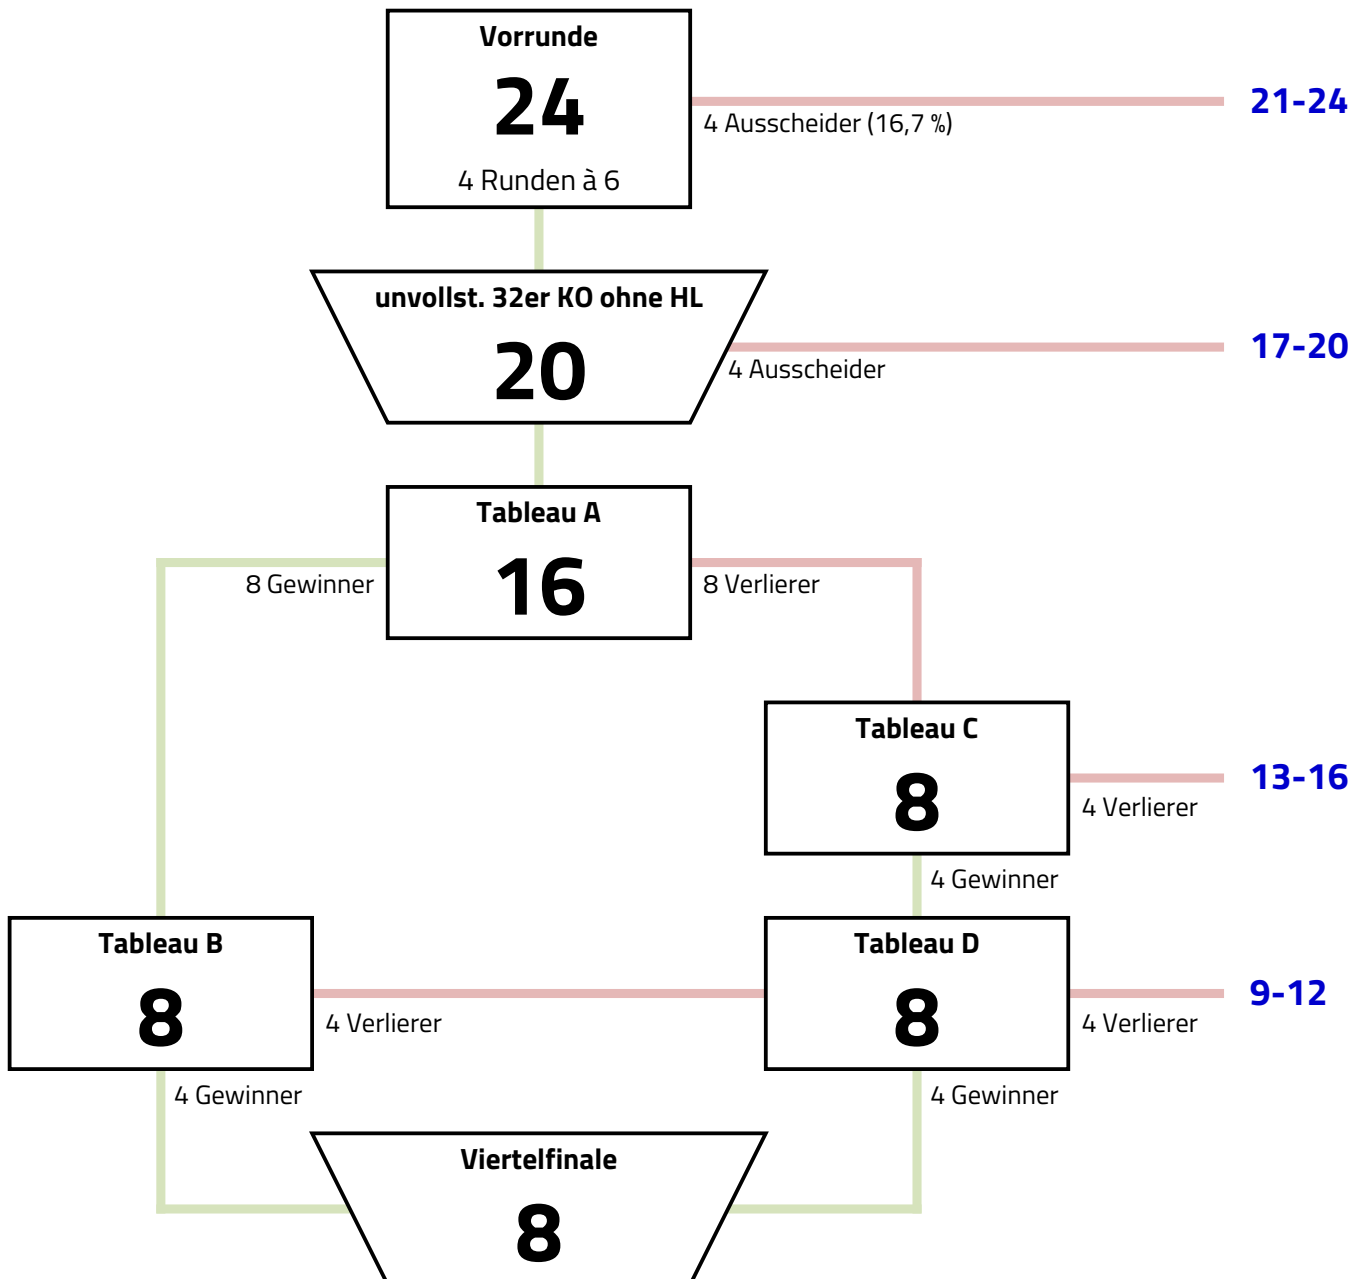 Vorrunde
24
4 Runden à 6
4 Ausscheider (16,7 %)
21-24
unvollst. 32er KO ohne HL
20
4 Ausscheider
17-20
Tableau A
16
8 Gewinner
8 Verlierer
Tableau C
8
4 Verlierer
13-16
4 Gewinner
Tableau B
8
4 Verlierer
4 Gewinner
Tableau D
8
4 Verlierer
9-12
4 Gewinner
Viertelfinale
8